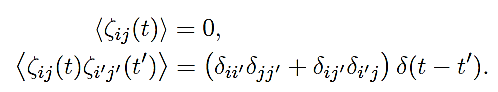 ⟨ζ_{ij}(t)⟩ = 0,
⟨ζ_{ij}(t)ζ_{i′j′}(t′)⟩ = (δ_{ii′}δ_{jj′} + δ_{ij′}δ_{i′j}) δ(t − t′).